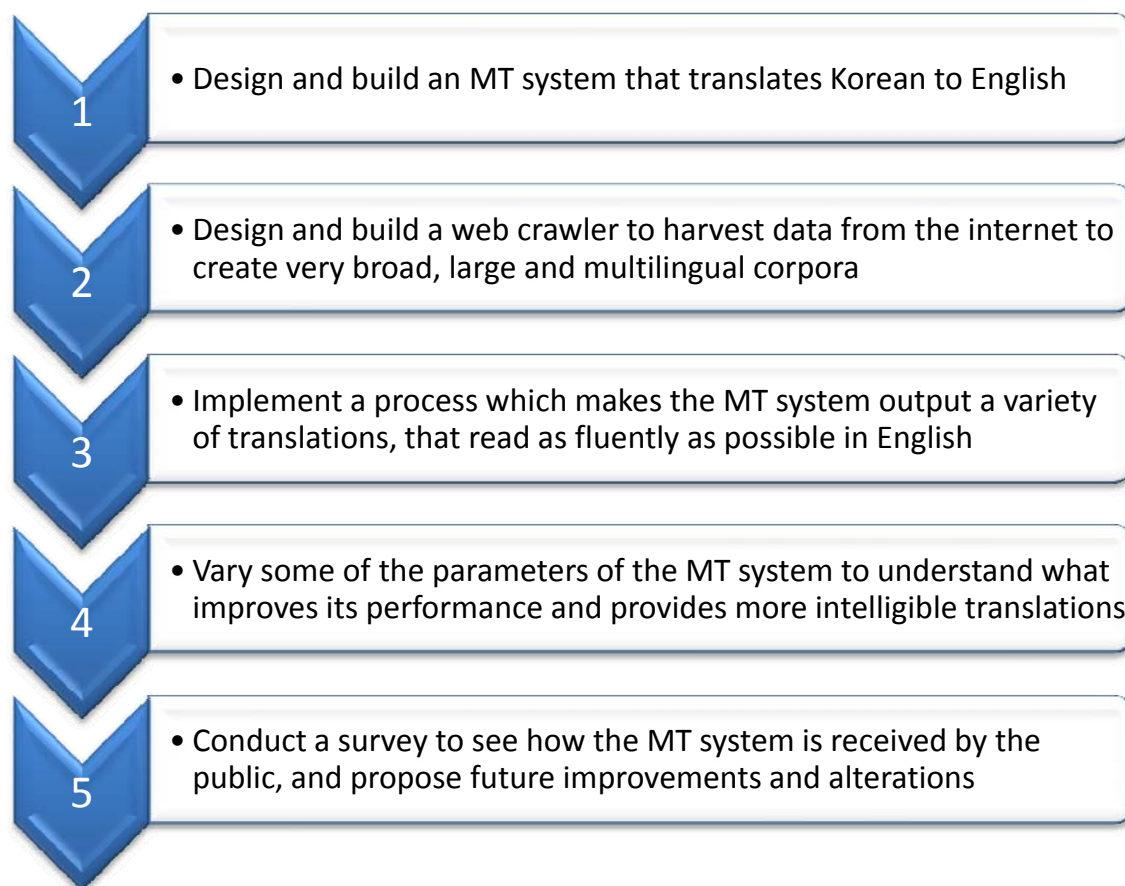 1
• Design and build an MT system that translates Korean to English
2
• Design and build a web crawler to harvest data from the internet to
create very broad, large and multilingual corpora
3
• Implement a process which makes the MT system output a variety
of translations, that read as fluently as possible in English
4
• Vary some of the parameters of the MT system to understand what
improves its performance and provides more intelligible translations
5
• Conduct a survey to see how the MT system is received by the
public, and propose future improvements and alterations